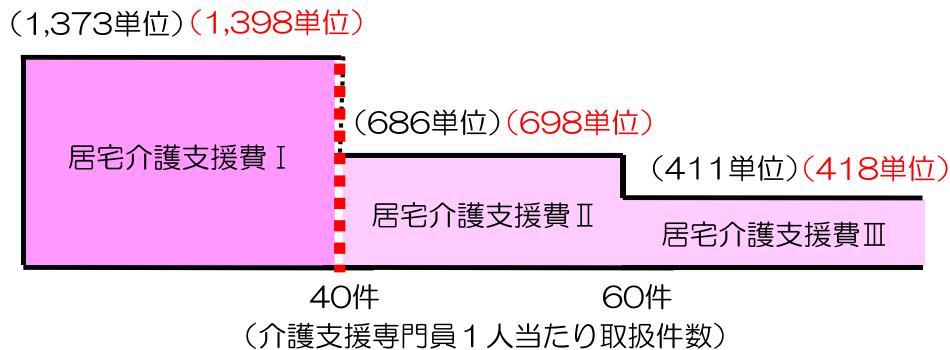 （1,373単位）（1,398単位）
（686単位）（698単位）
（411単位）（418単位）
居宅介護支援費Ⅰ
居宅介護支援費Ⅱ
居宅介護支援費Ⅲ
40件
60件
（介護支援専門員１人当たり取扱件数）